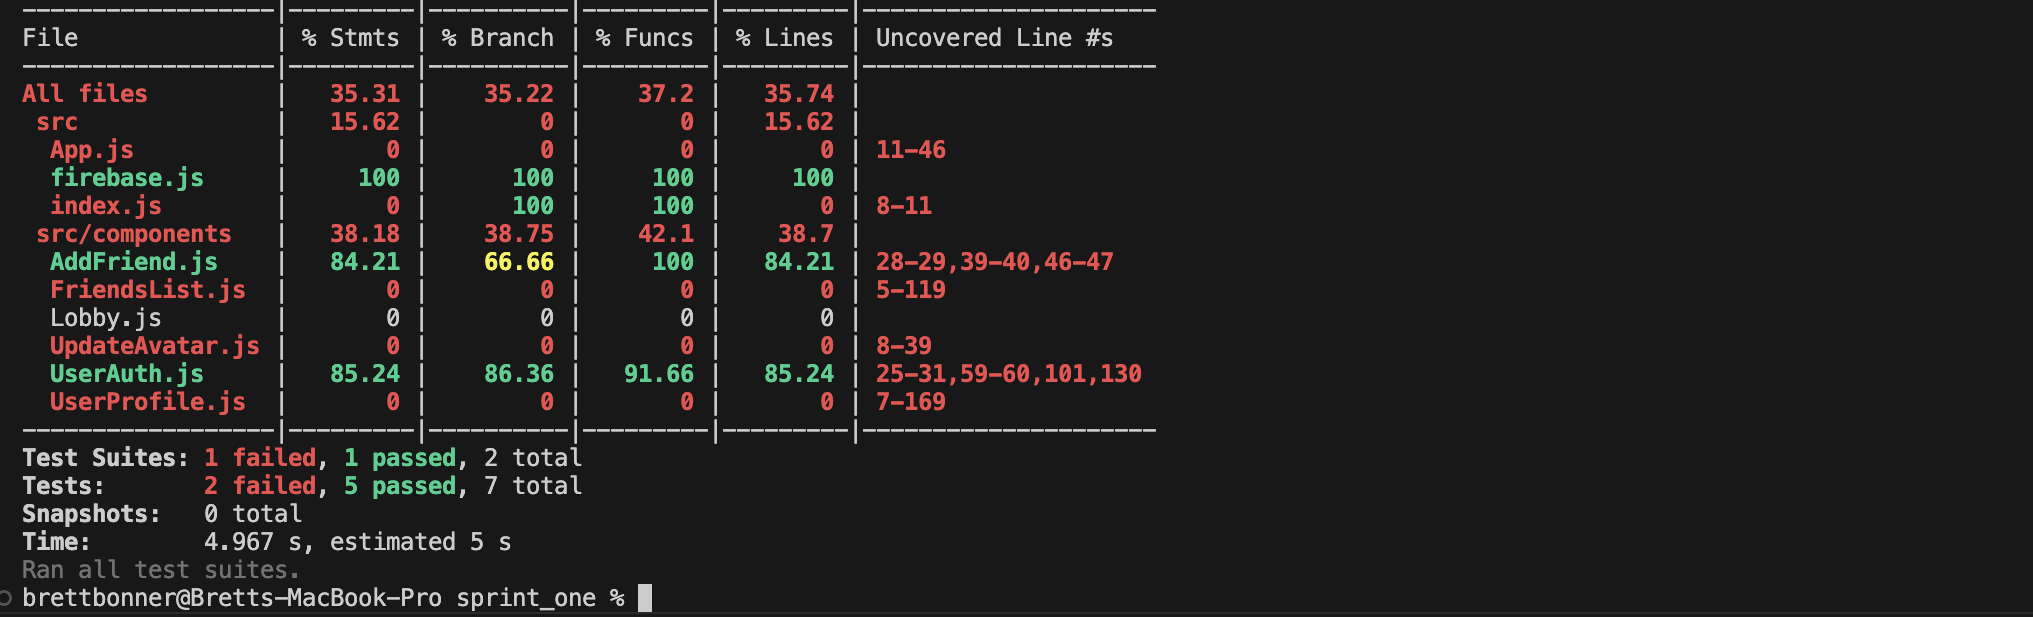 --------------------|---------|----------|---------|---------|---------------------
File                | % Stmts | % Branch | % Funcs | % Lines | Uncovered Line #s
--------------------|---------|----------|---------|---------|---------------------
All files           |   35.31 |    35.22 |    37.2 |   35.74 |
 src                |   15.62 |        0 |       0 |   15.62 |
  App.js            |       0 |        0 |       0 |       0 | 11-46
  firebase.js       |     100 |      100 |     100 |     100 |
  index.js          |       0 |      100 |     100 |       0 | 8-11
 src/components     |   38.18 |    38.75 |    42.1 |    38.7 |
  AddFriend.js      |   84.21 |    66.66 |     100 |   84.21 | 28-29,39-40,46-47
  FriendsList.js    |       0 |        0 |       0 |       0 | 5-119
  Lobby.js          |       0 |        0 |       0 |       0 |
  UpdateAvatar.js   |       0 |        0 |       0 |       0 | 8-39
  UserAuth.js       |   85.24 |    86.36 |   91.66 |   85.24 | 25-31,59-60,101,130
  UserProfile.js    |       0 |        0 |       0 |       0 | 7-169
--------------------|---------|----------|---------|---------|---------------------
Test Suites: 1 failed, 1 passed, 2 total
Tests:       2 failed, 5 passed, 7 total
Snapshots:   0 total
Time:        4.967 s, estimated 5 s
Ran all test suites.
brettbonner@Bretts-MacBook-Pro sprint_one %